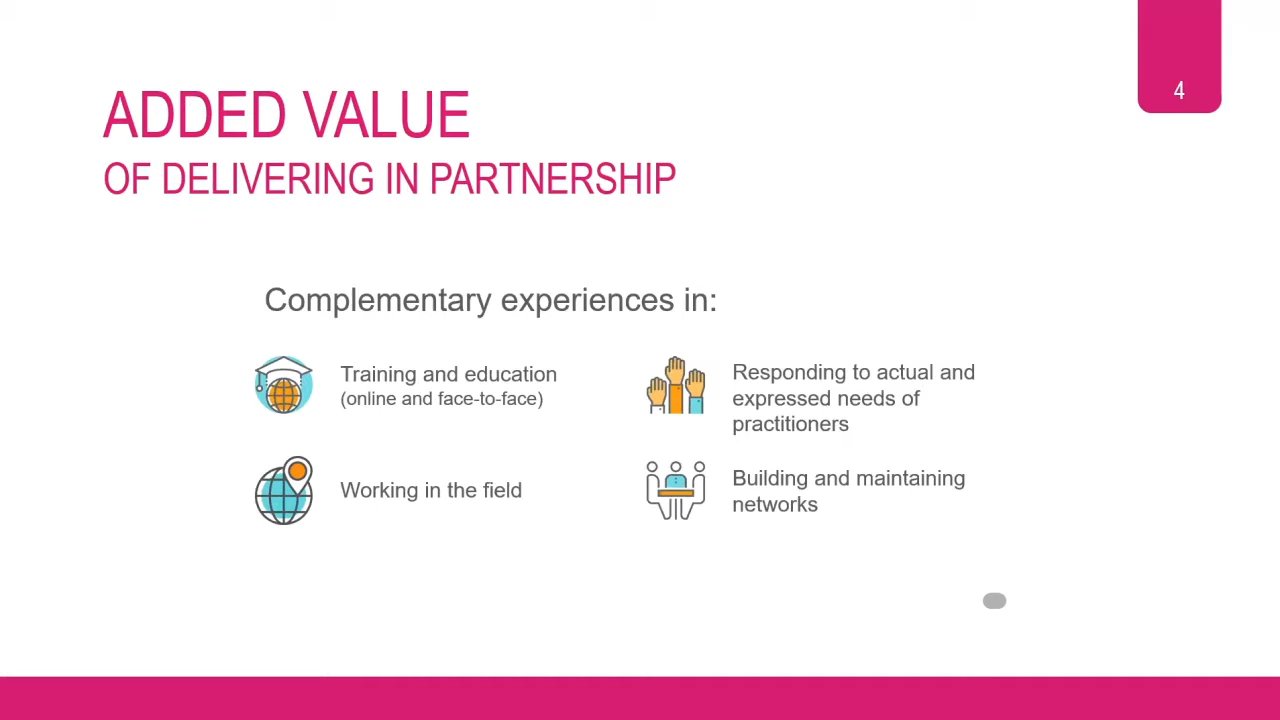 4
ADDED VALUE
OF DELIVERING IN PARTNERSHIP
Complementary experiences in:
Training and education
(online and face-to-face)
Responding to actual and
expressed needs of
practitioners
Working in the field
Building and maintaining
networks